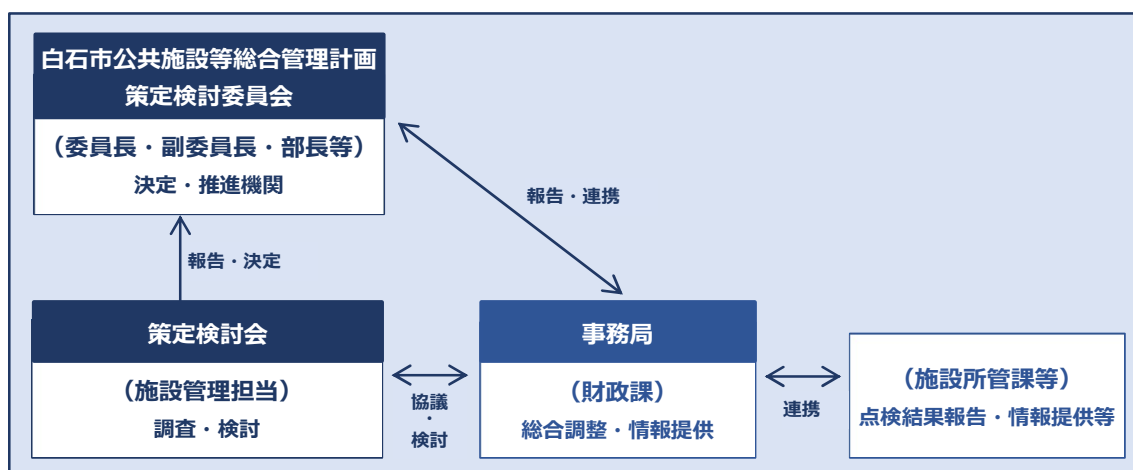 白石市公共施設等総合管理計画
策定検討委員会
（委員長・副委員長・部長等）
決定・推進機関
報告・連携
報告・決定
策定検討会
（施設管理担当）
調査・検討
協議
・
検討
事務局
（財政課）
総合調整・情報提供
連携
（施設所管課等）
点検結果報告・情報提供等